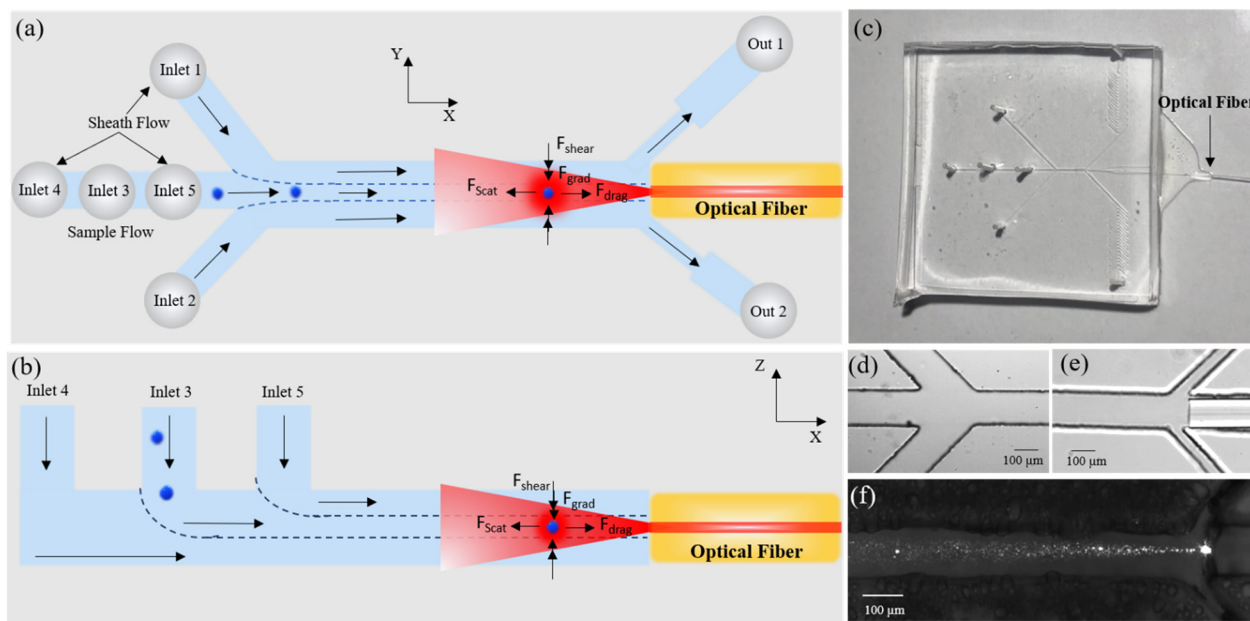 (a)
Inlet 1
Sheath Flow
Inlet 4
Inlet 3
Inlet 5
Sample Flow
Inlet 2
Y
X
F_shear
F_grad
F_Scat
F_drag
Optical Fiber
Out 1
Out 2
(b)
Inlet 4
Inlet 3
Inlet 5
Z
X
F_shear
F_grad
F_Scat
F_drag
Optical Fiber
(c)
Optical Fiber
(d)
100 µm
(e)
100 µm
(f)
100 µm